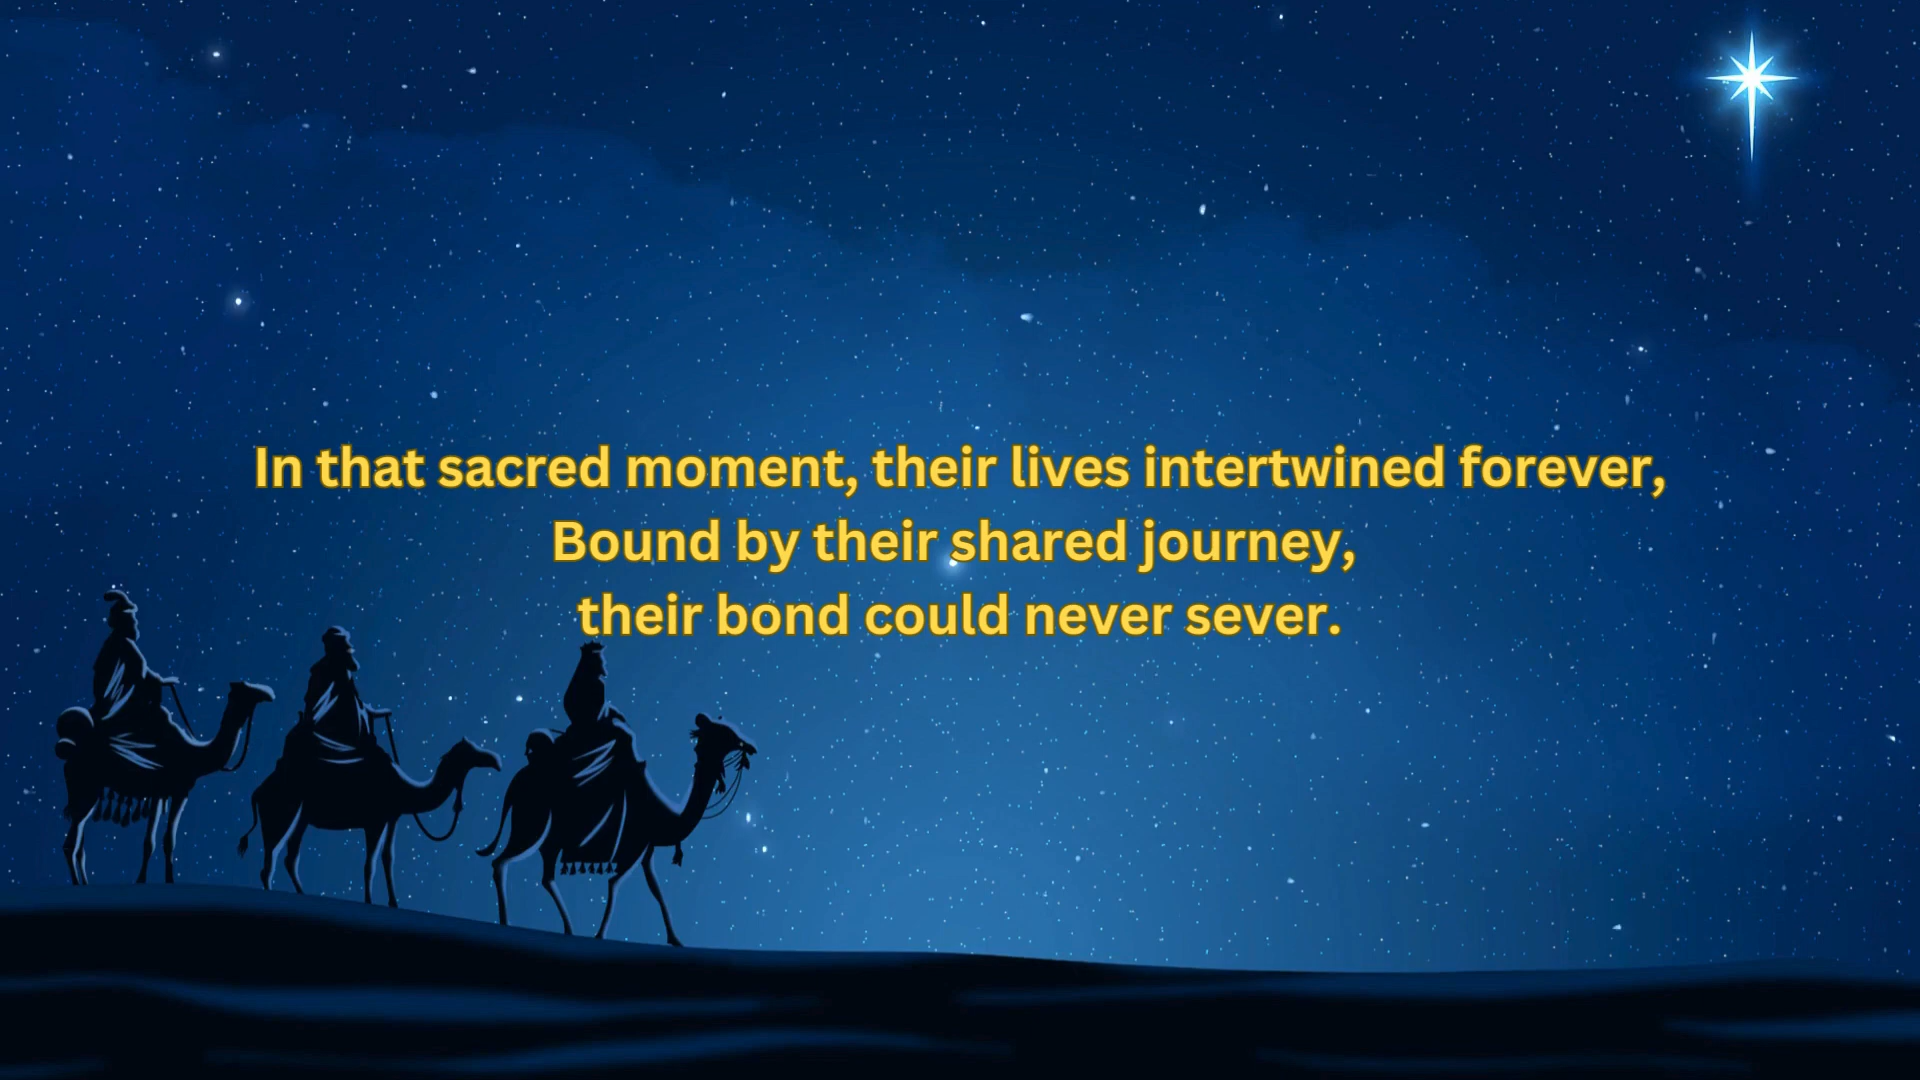 In that sacred moment, their lives intertwined forever,
Bound by their shared journey,
their bond could never sever.